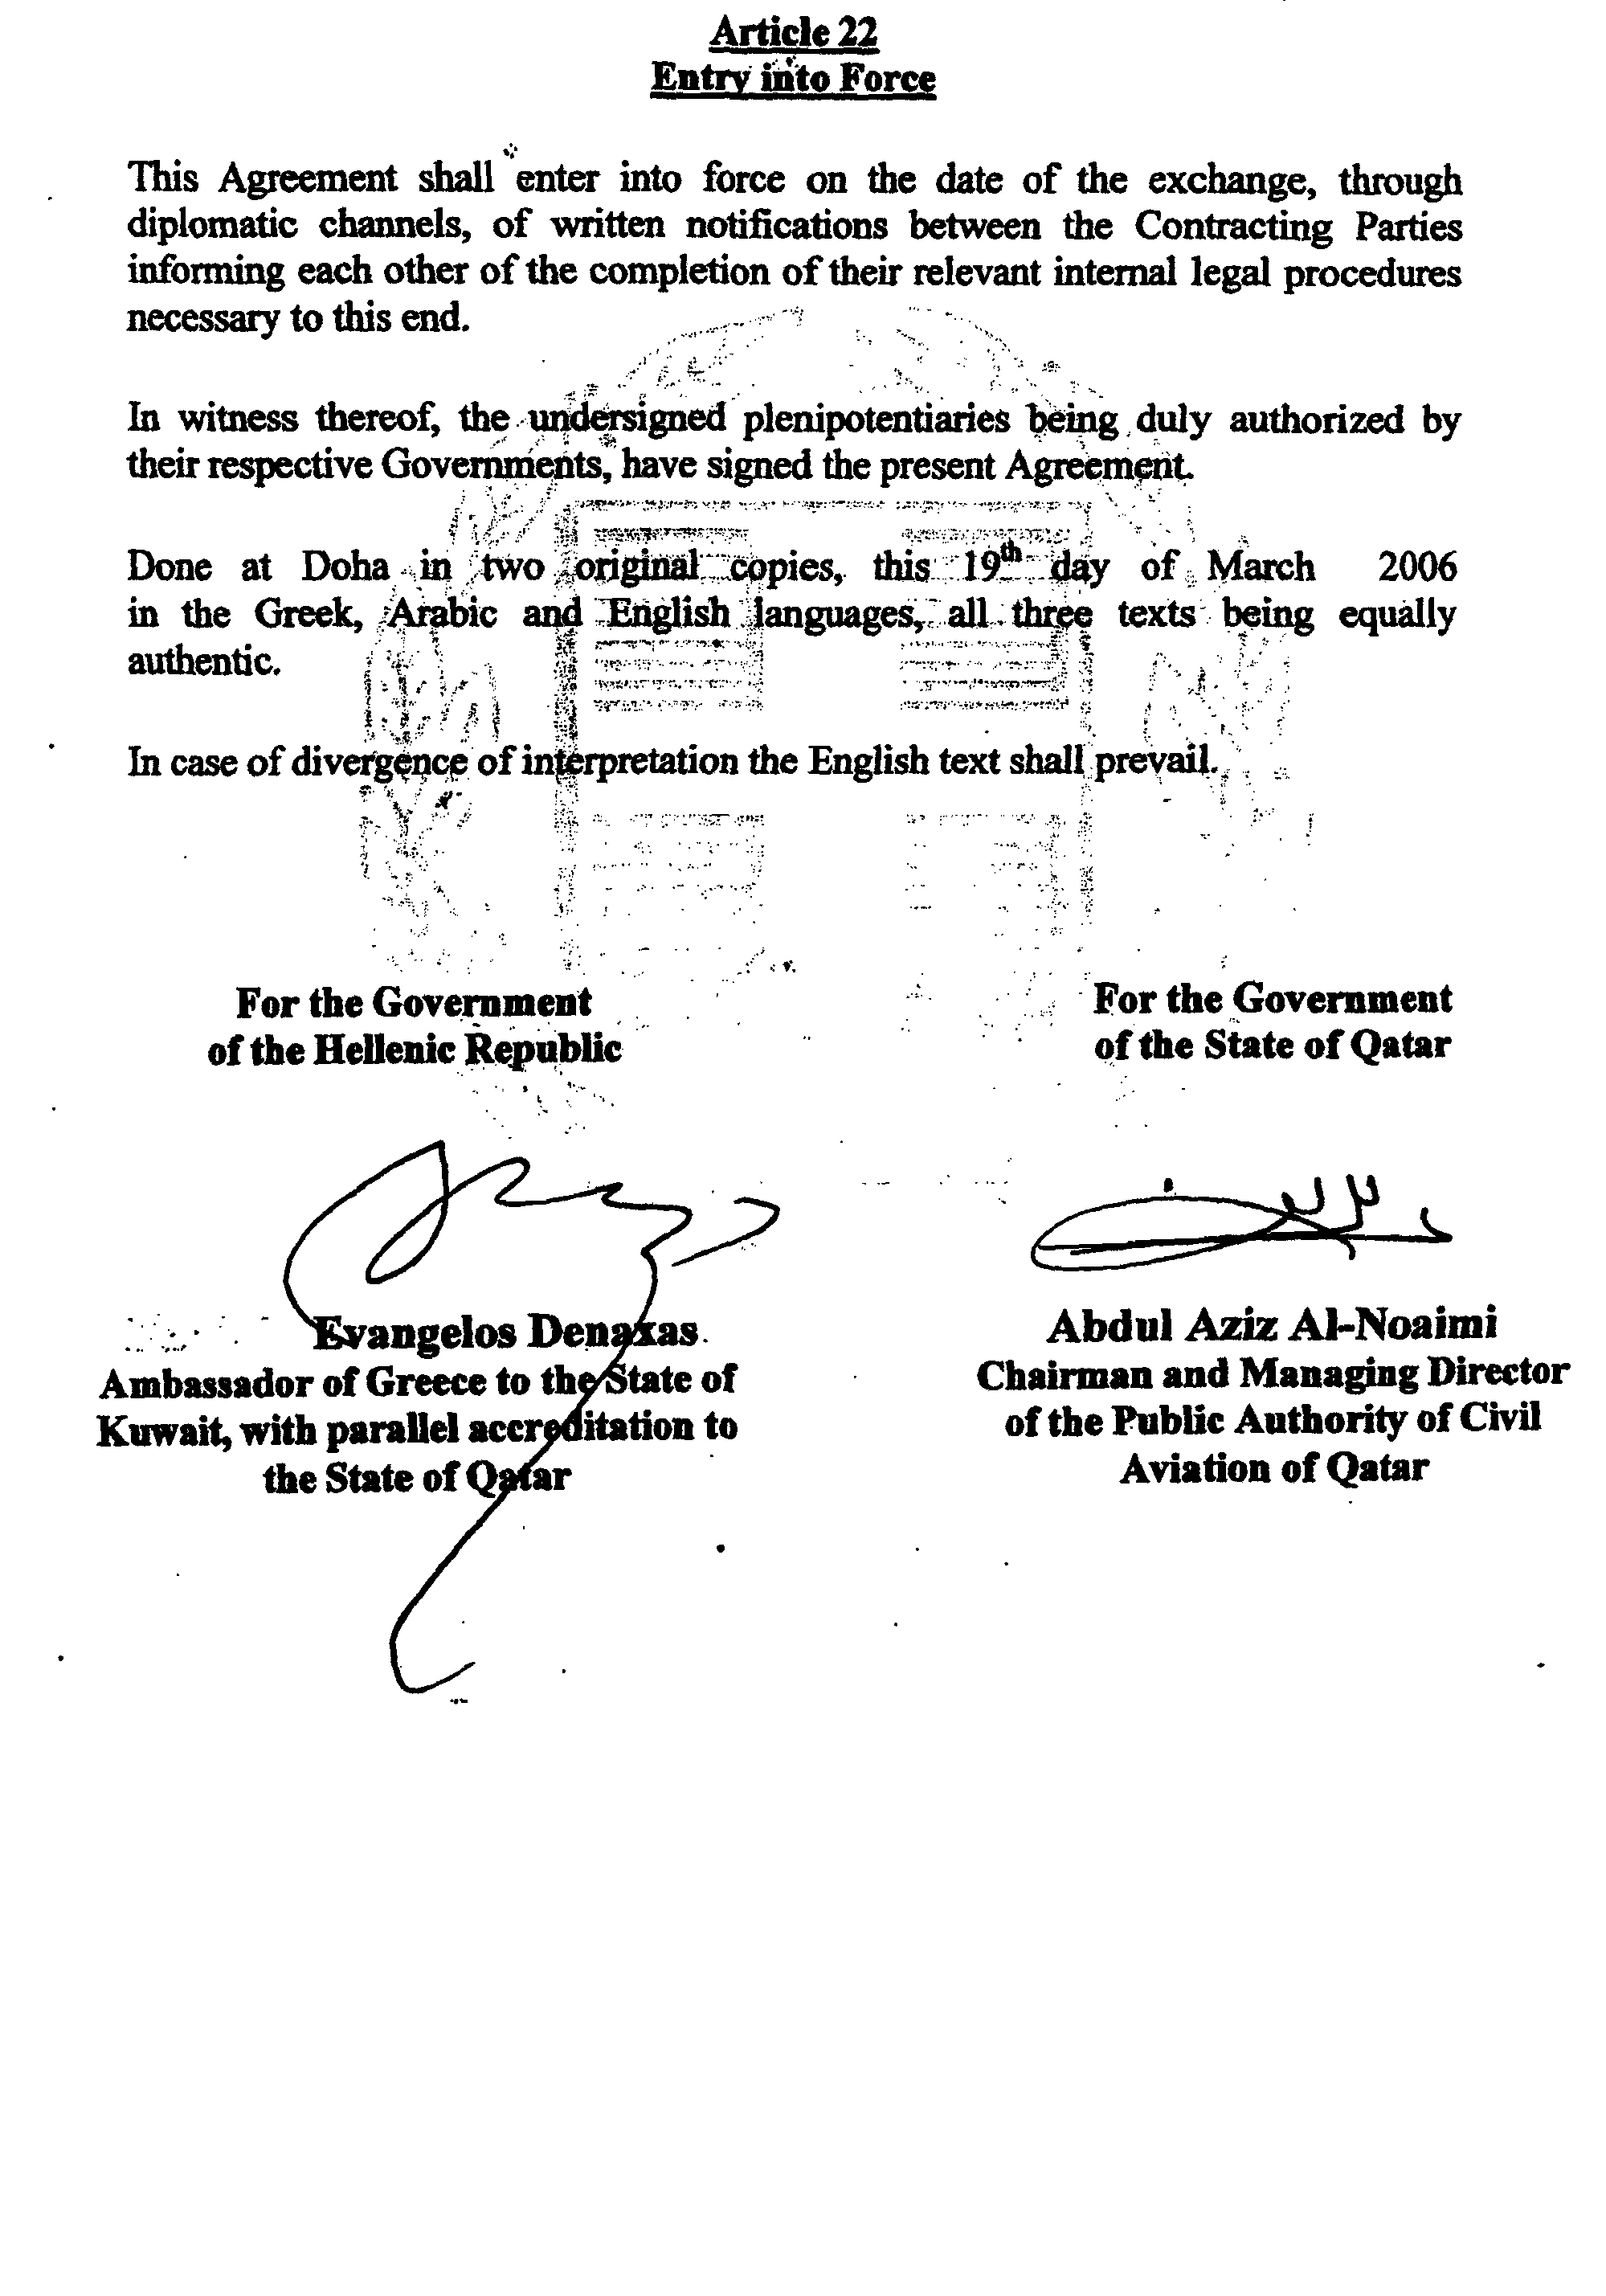 Article 22
Entry into Force
This Agreement shall enter into force on the date of the exchange, through
diplomatic channels, of written notifications between the Contracting Parties
informing each other of the completion of their relevant internal legal procedures
necessary to this end.
In witness thereof, the undersigned plenipotentiaries being duly authorized by
their respective Governments, have signed the present Agreement.
Done at Doha in two original copies, this 19th day of March 2006
in the Greek, Arabic and English languages, all three texts being equally
authentic.
In case of divergence of interpretation the English text shall prevail.
For the Government
of the Hellenic Republic
Evangelos Denaxas
Ambassador of Greece to the State of
Kuwait, with parallel accreditation to
the State of Qatar
For the Government
of the State of Qatar
Abdul Aziz Al-Noaimi
Chairman and Managing Director
of the Public Authority of Civil
Aviation of Qatar